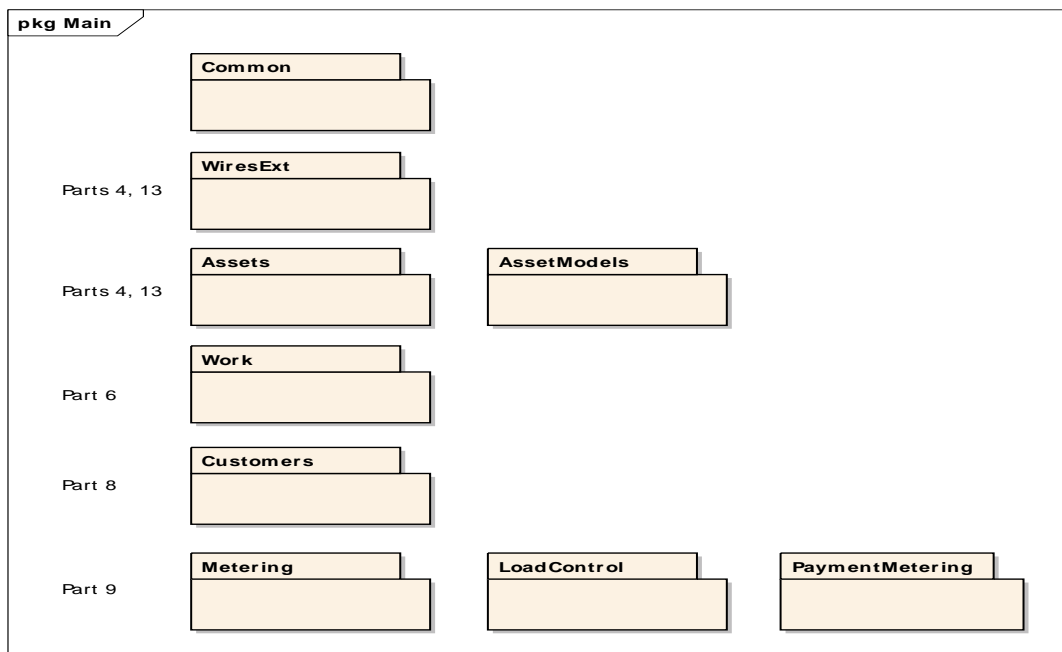 pkg Main
Common
WiresExt
Parts 4, 13
Assets
AssetModels
Parts 4, 13
Work
Part 6
Customers
Part 8
Metering
LoadControl
PaymentMetering
Part 9